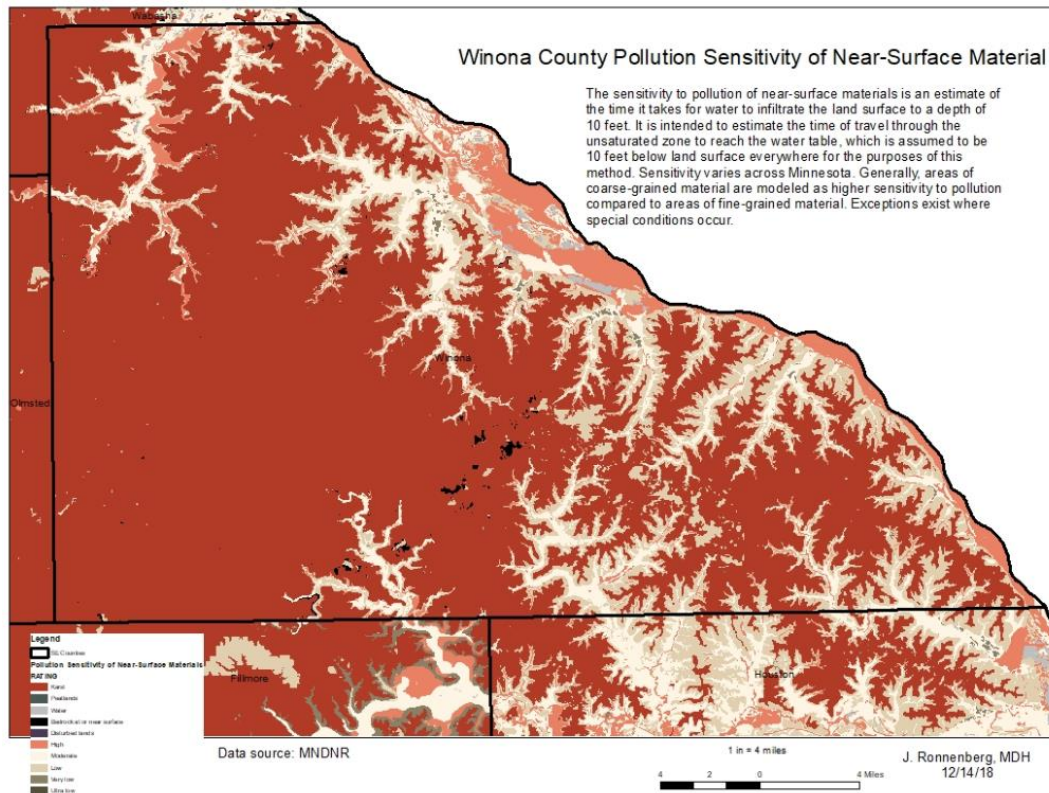 Wabasha
Winona County Pollution Sensitivity of Near-Surface Material
The sensitivity to pollution of near-surface materials is an estimate of
the time it takes for water to infiltrate the land surface to a depth of
10 feet. It is intended to estimate the time of travel through the
unsaturated zone to reach the water table, which is assumed to be
10 feet below land surface everywhere for the purposes of this
method. Sensitivity varies across Minnesota. Generally, areas of
coarse-grained material are modeled as higher sensitivity to pollution
compared to areas of fine-grained material. Exceptions exist where
special conditions occur.
Winona
Olmsted
Fillmore
Houston
Legend
Counties
Pollution Sensitivity of Near-Surface Materials
RATING
Karst
Peatlands
Water
Bedrock at or near surface
Disturbed lands
High
Moderate
Low
Very low
Ultra low
Data source: MNDNR
1 in = 4 miles
4 2 0 4 Miles
J. Ronnenberg, MDH
12/14/18